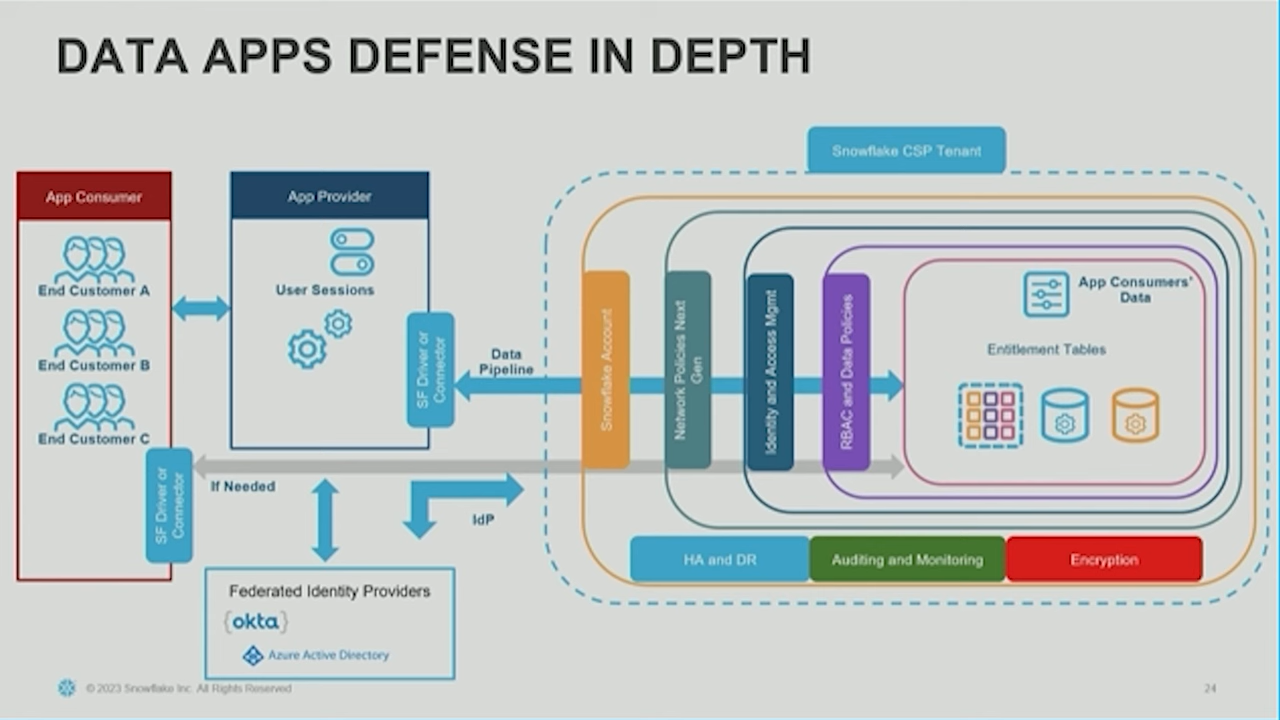 DATA APPS DEFENSE IN DEPTH
Snowflake CSP Tenant
App Consumer
End Customer A
End Customer B
End Customer C
SF Driver or
Connector
App Provider
User Sessions
SF Driver or
Connector
Data
Pipeline
If Needed
IdP
Federated Identity Providers
{okta}
Azure Active Directory
Snowflake Account
Network Policies Next
Gen
Identity and Access Mgmt
RBAC and Data Policies
App Consumers'
Data
Entitlement Tables
HA and DR
Auditing and Monitoring
Encryption
© 2023 Snowflake Inc. All Rights Reserved
24